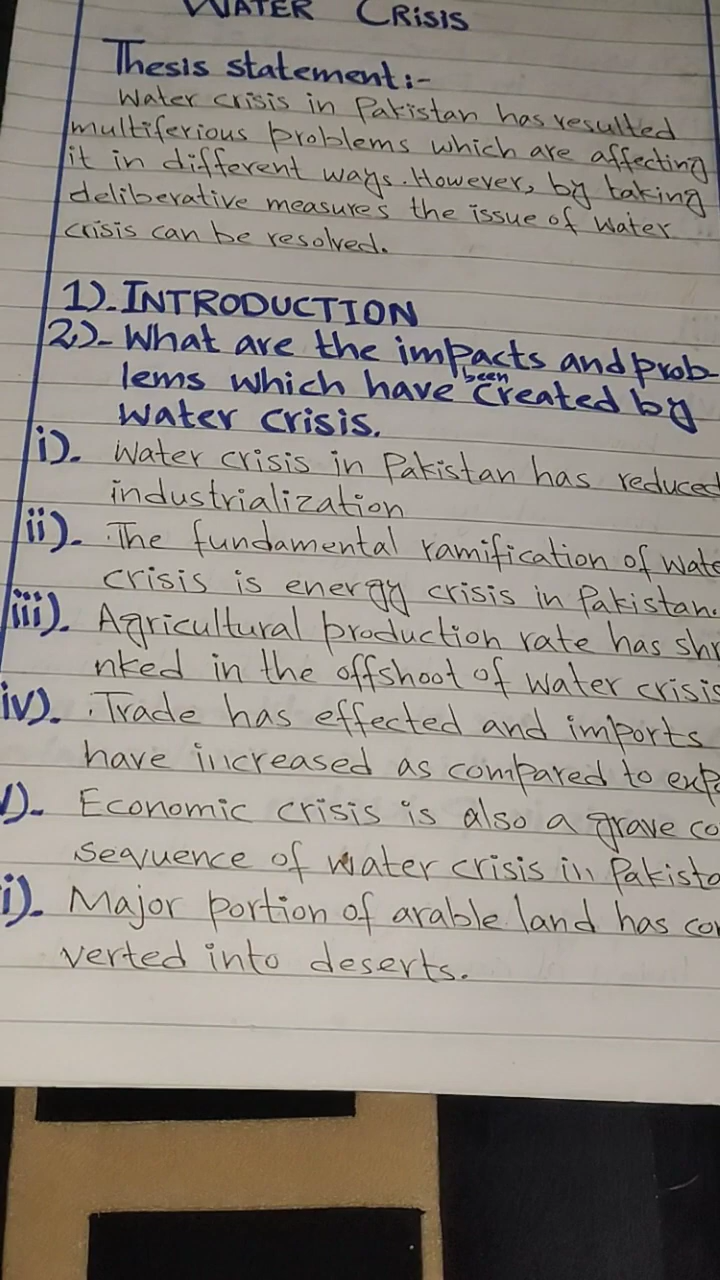 WATER CRISIS
Thesis statement:-
Water crisis in Pakistan has resulted
multiferious problems which are affecting
it in different ways. However, by taking
deliberative measures the issue of water
crisis can be resolved.
1). INTRODUCTION
2)- What are the impacts and prob-
lems which have been created by
water crisis.
i). Water crisis in Pakistan has reduced
industrialization
ii). The fundamental ramification of wate
crisis is energy crisis in Pakistan.
iii). Agricultural production rate has shr
nked in the offshoot of water crisis
iv). Trade has effected and imports
have increased as compared to exp
)- Economic crisis is also a grave co
sequence of water crisis in Pakista
i). Major portion of arable land has con
verted into deserts.